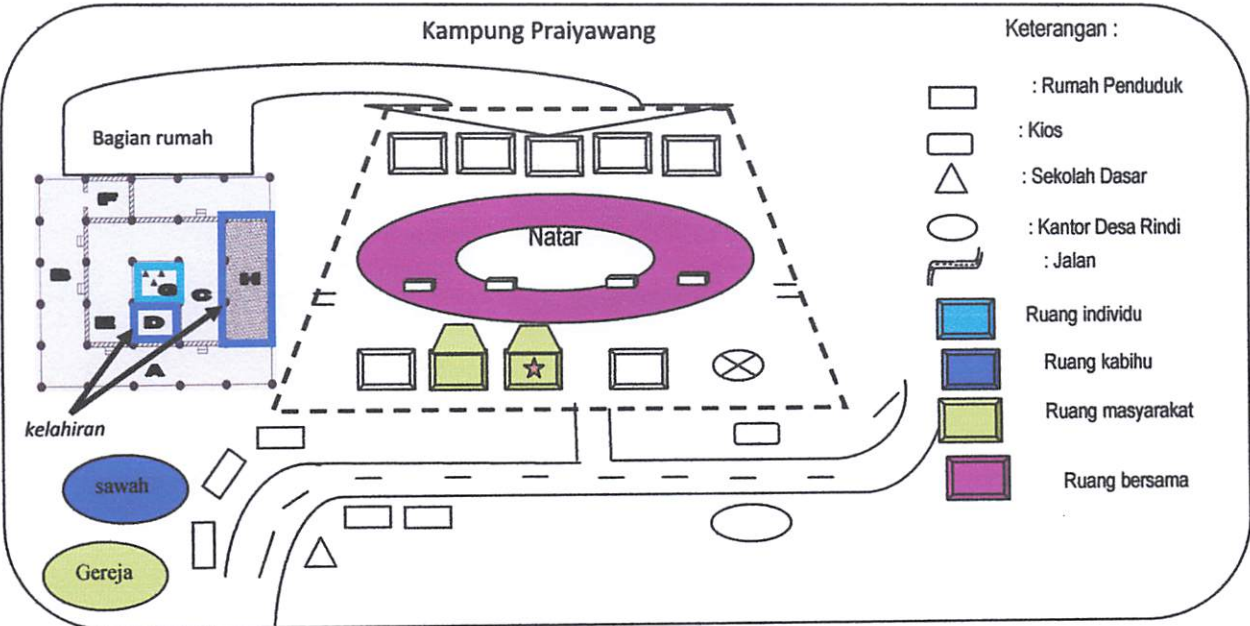 Kampung Praiyawang
Keterangan :
: Rumah Penduduk
: Kios
: Sekolah Dasar
: Kantor Desa Rindi
: Jalan
Ruang individu
Ruang kabihu
Ruang masyarakat
Ruang bersama
Bagian rumah
F
B
G
C
H
E
D
A
kelahiran
Natar
sawah
Gereja